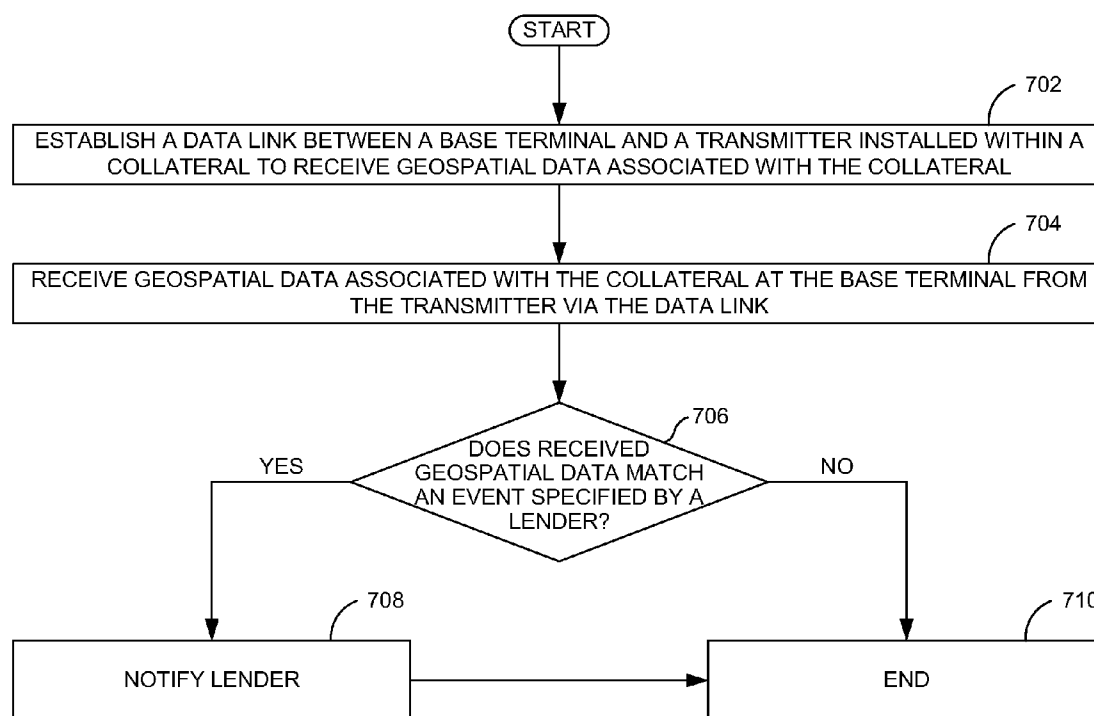 START
702
ESTABLISH A DATA LINK BETWEEN A BASE TERMINAL AND A TRANSMITTER INSTALLED WITHIN A
COLLATERAL TO RECEIVE GEOSPATIAL DATA ASSOCIATED WITH THE COLLATERAL
704
RECEIVE GEOSPATIAL DATA ASSOCIATED WITH THE COLLATERAL AT THE BASE TERMINAL FROM
THE TRANSMITTER VIA THE DATA LINK
706
DOES RECEIVED
GEOSPATIAL DATA MATCH
AN EVENT SPECIFIED BY A
LENDER?
YES
NO
708
NOTIFY LENDER
710
END